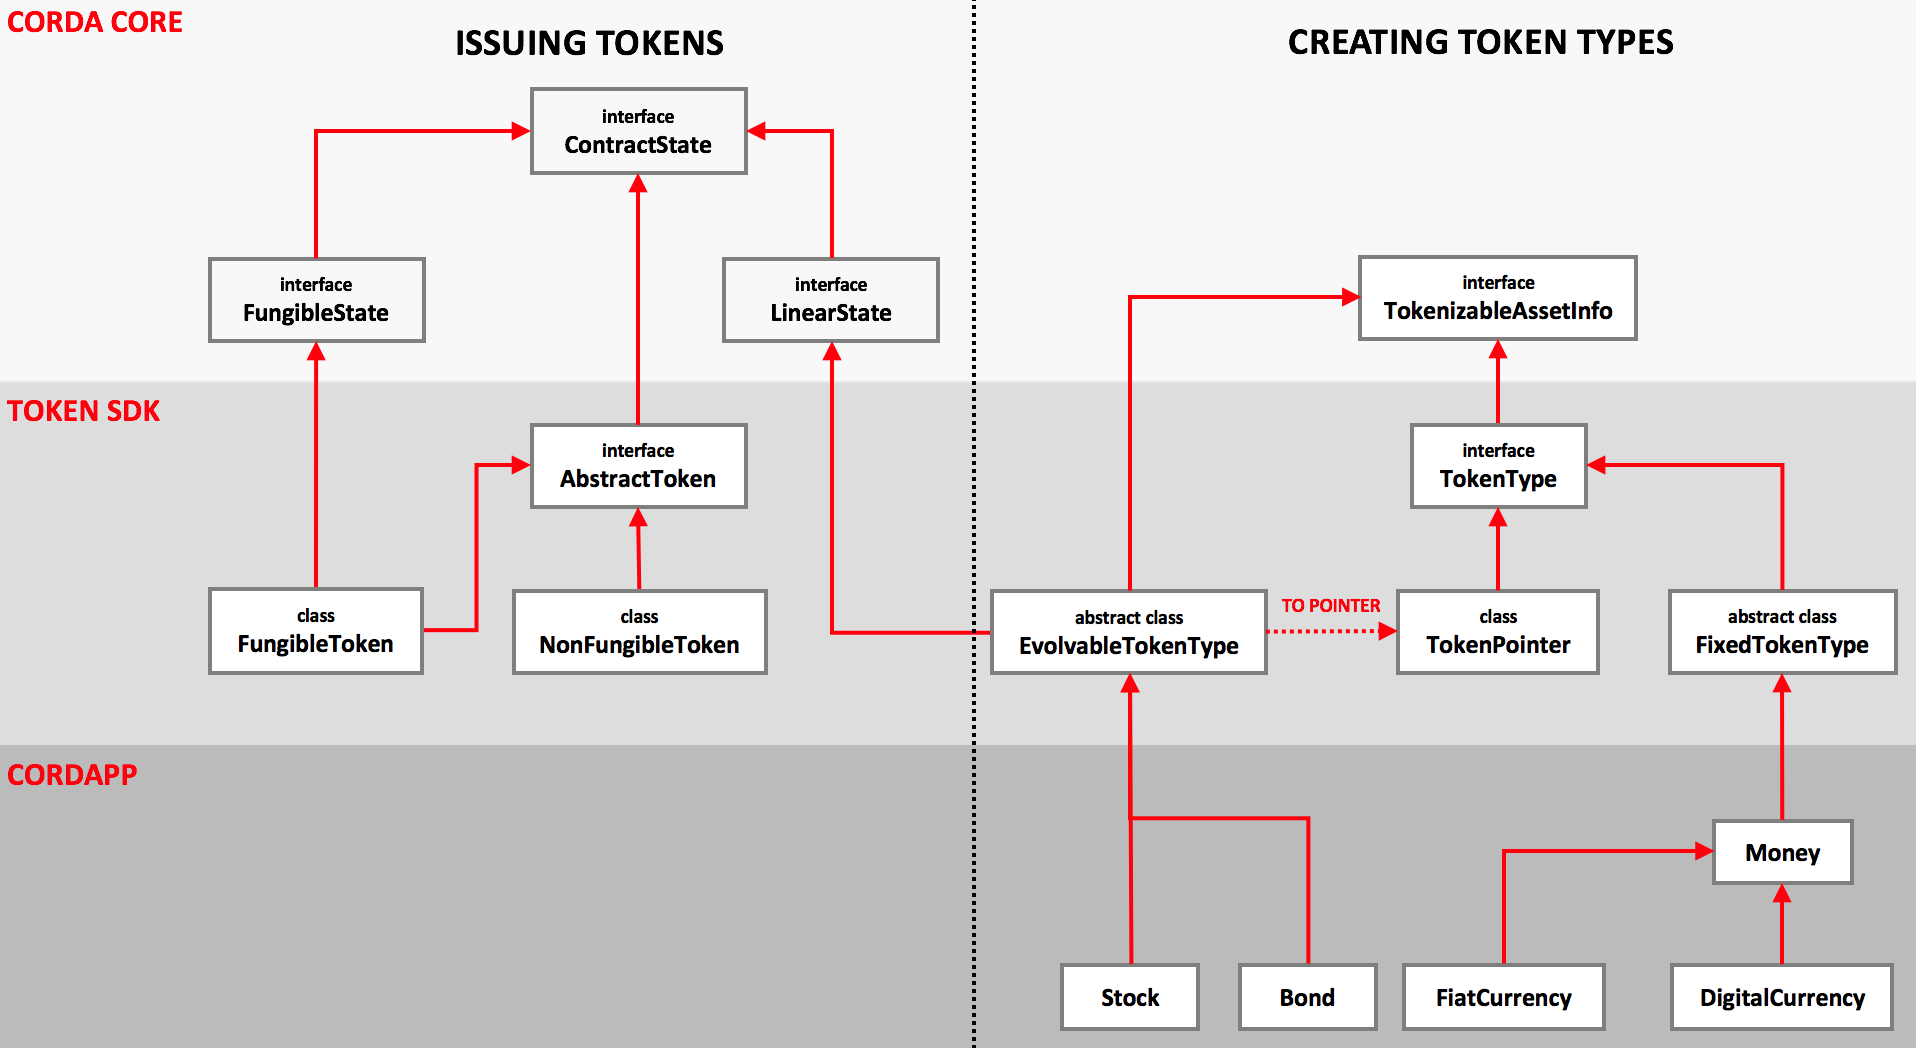 CORDA CORE
ISSUING TOKENS
CREATING TOKEN TYPES
interface
ContractState
interface
FungibleState
interface
LinearState
interface
TokenizableAssetInfo
TOKEN SDK
interface
AbstractToken
interface
TokenType
class
FungibleToken
class
NonFungibleToken
abstract class
EvolvableTokenType
TO POINTER
class
TokenPointer
abstract class
FixedTokenType
CORDAPP
Money
Stock
Bond
FiatCurrency
DigitalCurrency